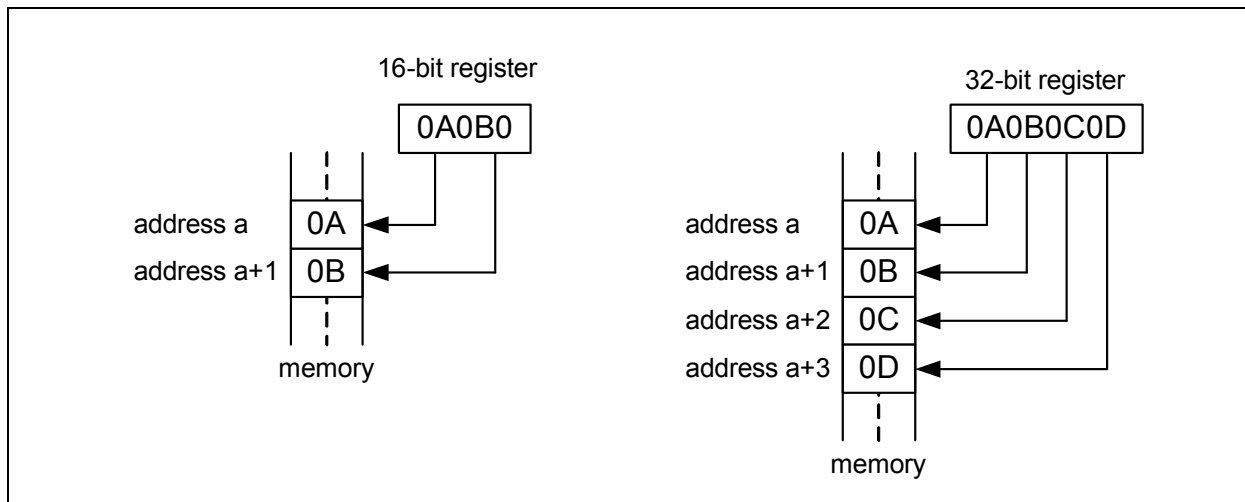 16-bit register
0A0B0
address a
0A
address a+1
0B
memory
32-bit register
0A0B0C0D
address a
0A
address a+1
0B
address a+2
0C
address a+3
0D
memory